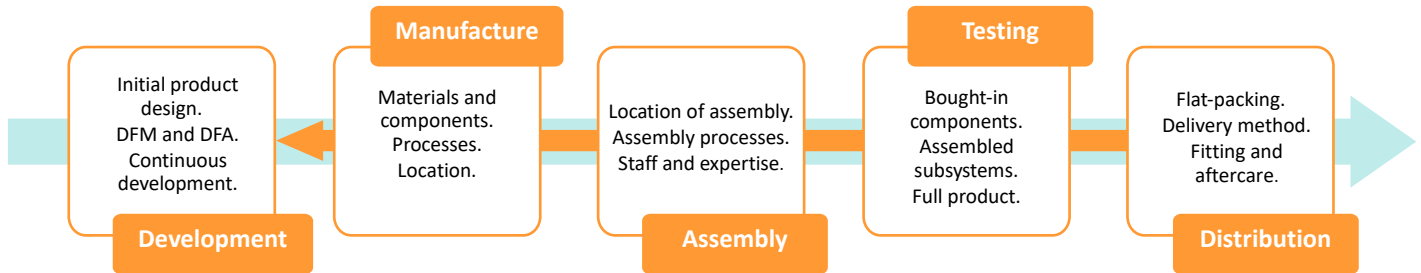 Initial product
design.
DFM and DFA.
Continuous
development.
Development
Manufacture
Materials and
components.
Processes.
Location.
Location of assembly.
Assembly processes.
Staff and expertise.
Assembly
Testing
Bought-in
components.
Assembled
subsystems.
Full product.
Flat-packing.
Delivery method.
Fitting and
aftercare.
Distribution